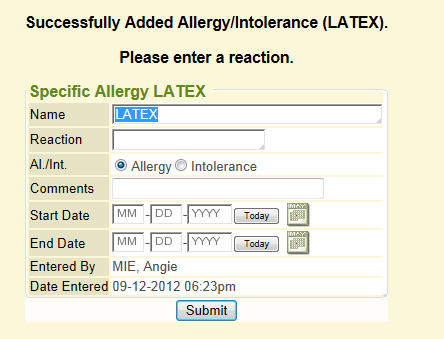 Successfully Added Allergy/Intolerance (LATEX).
Please enter a reaction.
Specific Allergy LATEX
Name LATEX
Reaction
Al./Int. Allergy Intolerance
Comments
Start Date MM - DD - YYYY Today
End Date MM - DD - YYYY Today
Entered By MIE, Angie
Date Entered 09-12-2012 06:23pm
Submit